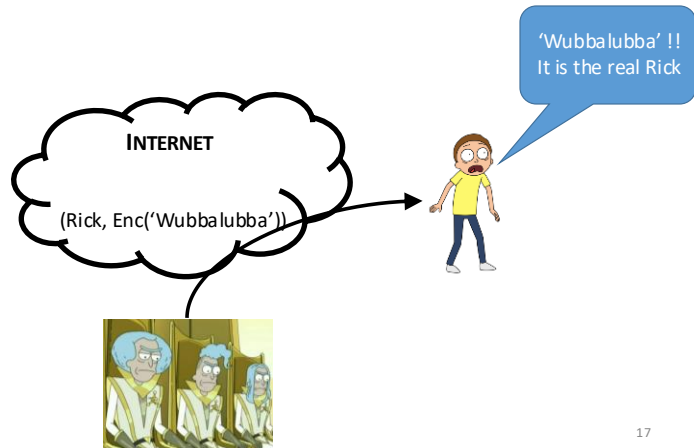 ‘Wubbalubba’ !!
It is the real Rick
INTERNET
(Rick, Enc(‘Wubbalubba’))
17